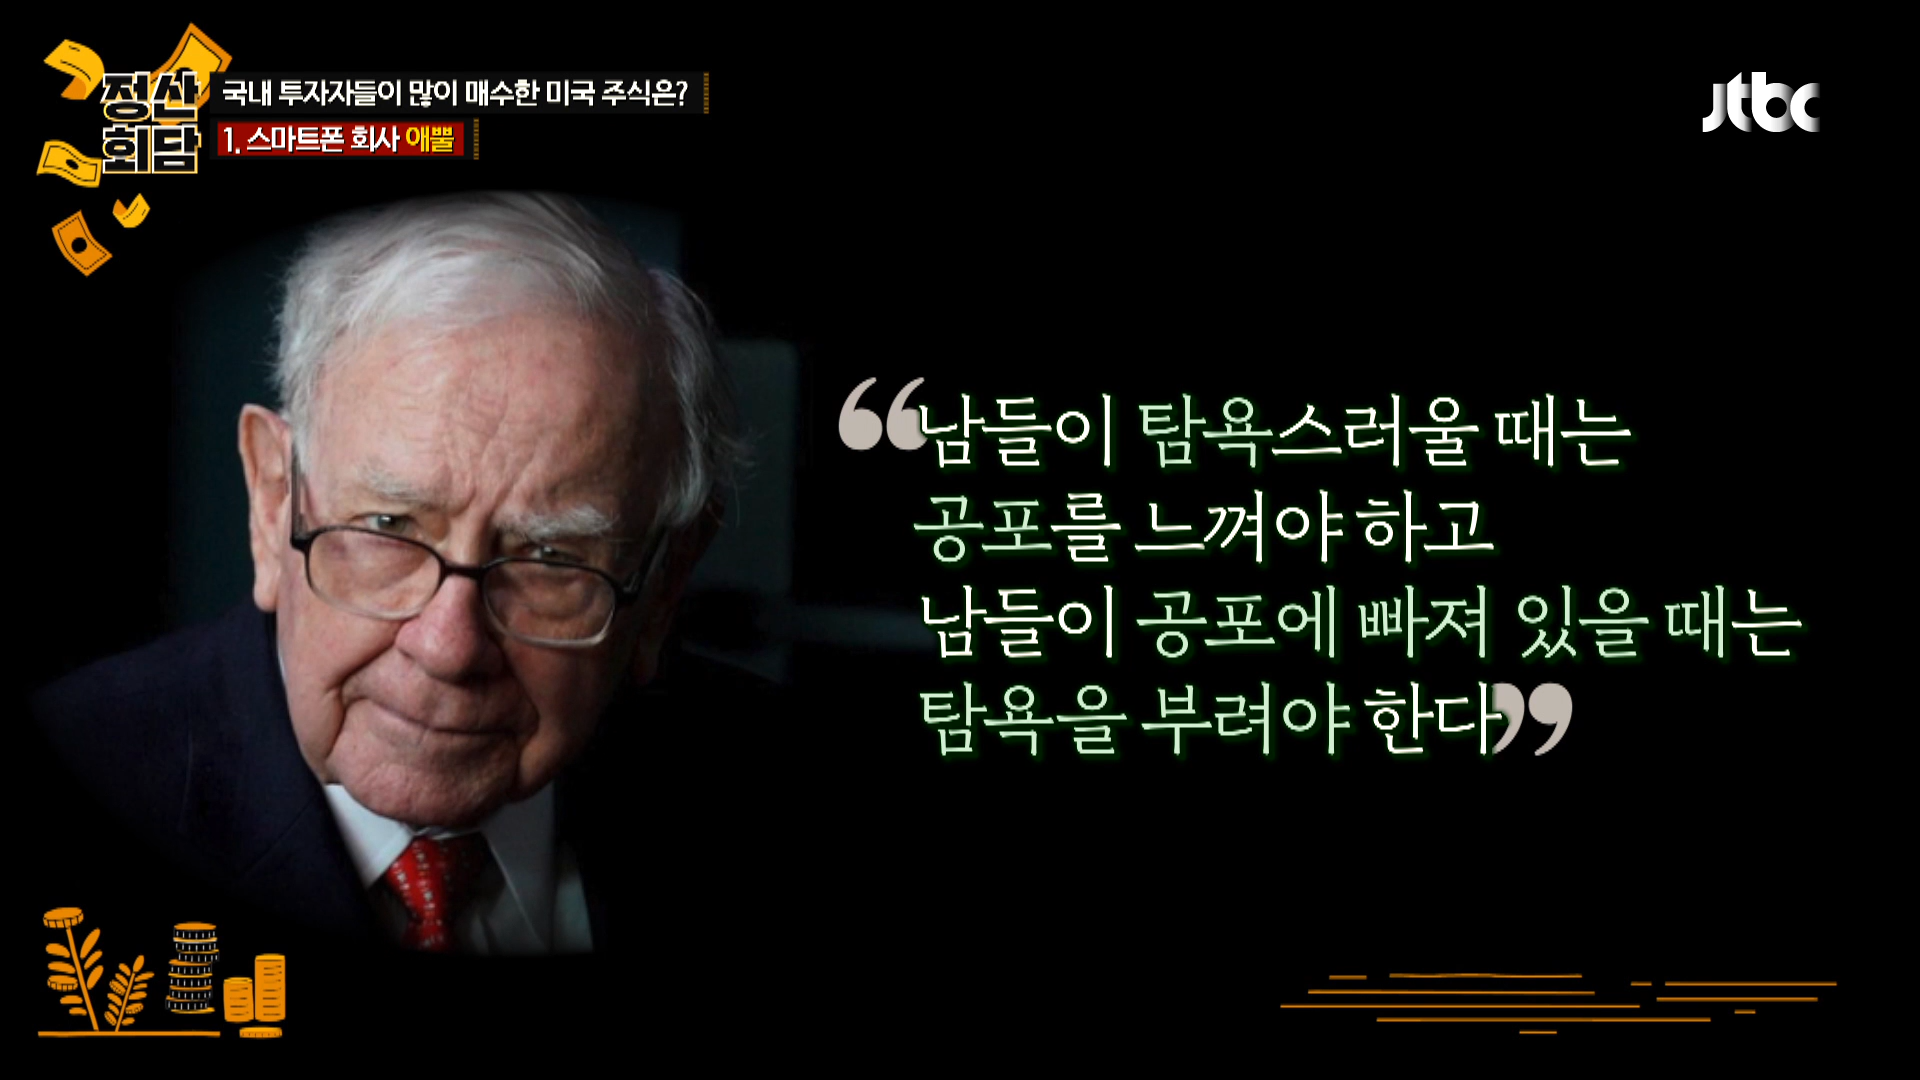 정산
회담
국내 투자자들이 많이 매수한 미국 주식은?
1. 스마트폰 회사 애뿔
jtbc
“남들이 탐욕스러울 때는
공포를 느껴야 하고
남들이 공포에 빠져 있을 때는
탐욕을 부려야 한다”